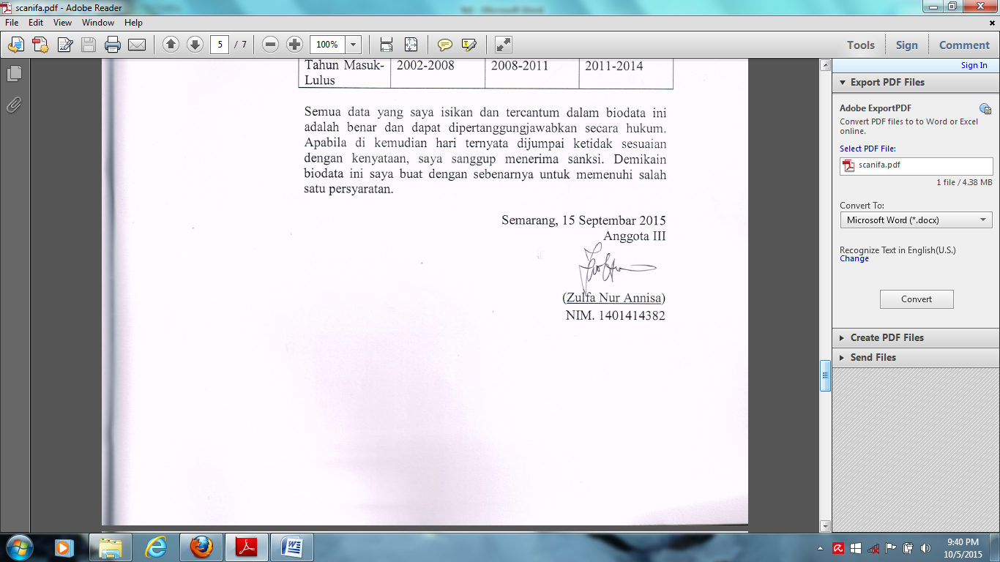 scanifa.pdf - Adobe Reader
File Edit View Window Help
5 / 7 100% Tools Sign Comment
Sign In
Tahun Masuk- 2002-2008 2008-2011 2011-2014
Lulus
Semua data yang saya isikan dan tercantum dalam biodata ini
adalah benar dan dapat dipertanggungjawabkan secara hukum.
Apabila di kemudian hari ternyata dijumpai ketidak sesuaian
dengan kenyataan, saya sanggup menerima sanksi. Demikain
biodata ini saya buat dengan sebenarnya untuk memenuhi salah
satu persyaratan.
Semarang, 15 Septembar 2015
Anggota III
(Zulfa Nur Annisa)
NIM. 1401414382
Export PDF Files
Adobe ExportPDF
Convert PDF files to to Word or Excel
online.
Select PDF File:
scanifa.pdf
1 file / 4.38 MB
Convert To:
Microsoft Word (*.docx)
Recognize Text in English(U.S.)
Change
Convert
Create PDF Files
Send Files
9:40 PM
10/5/2015